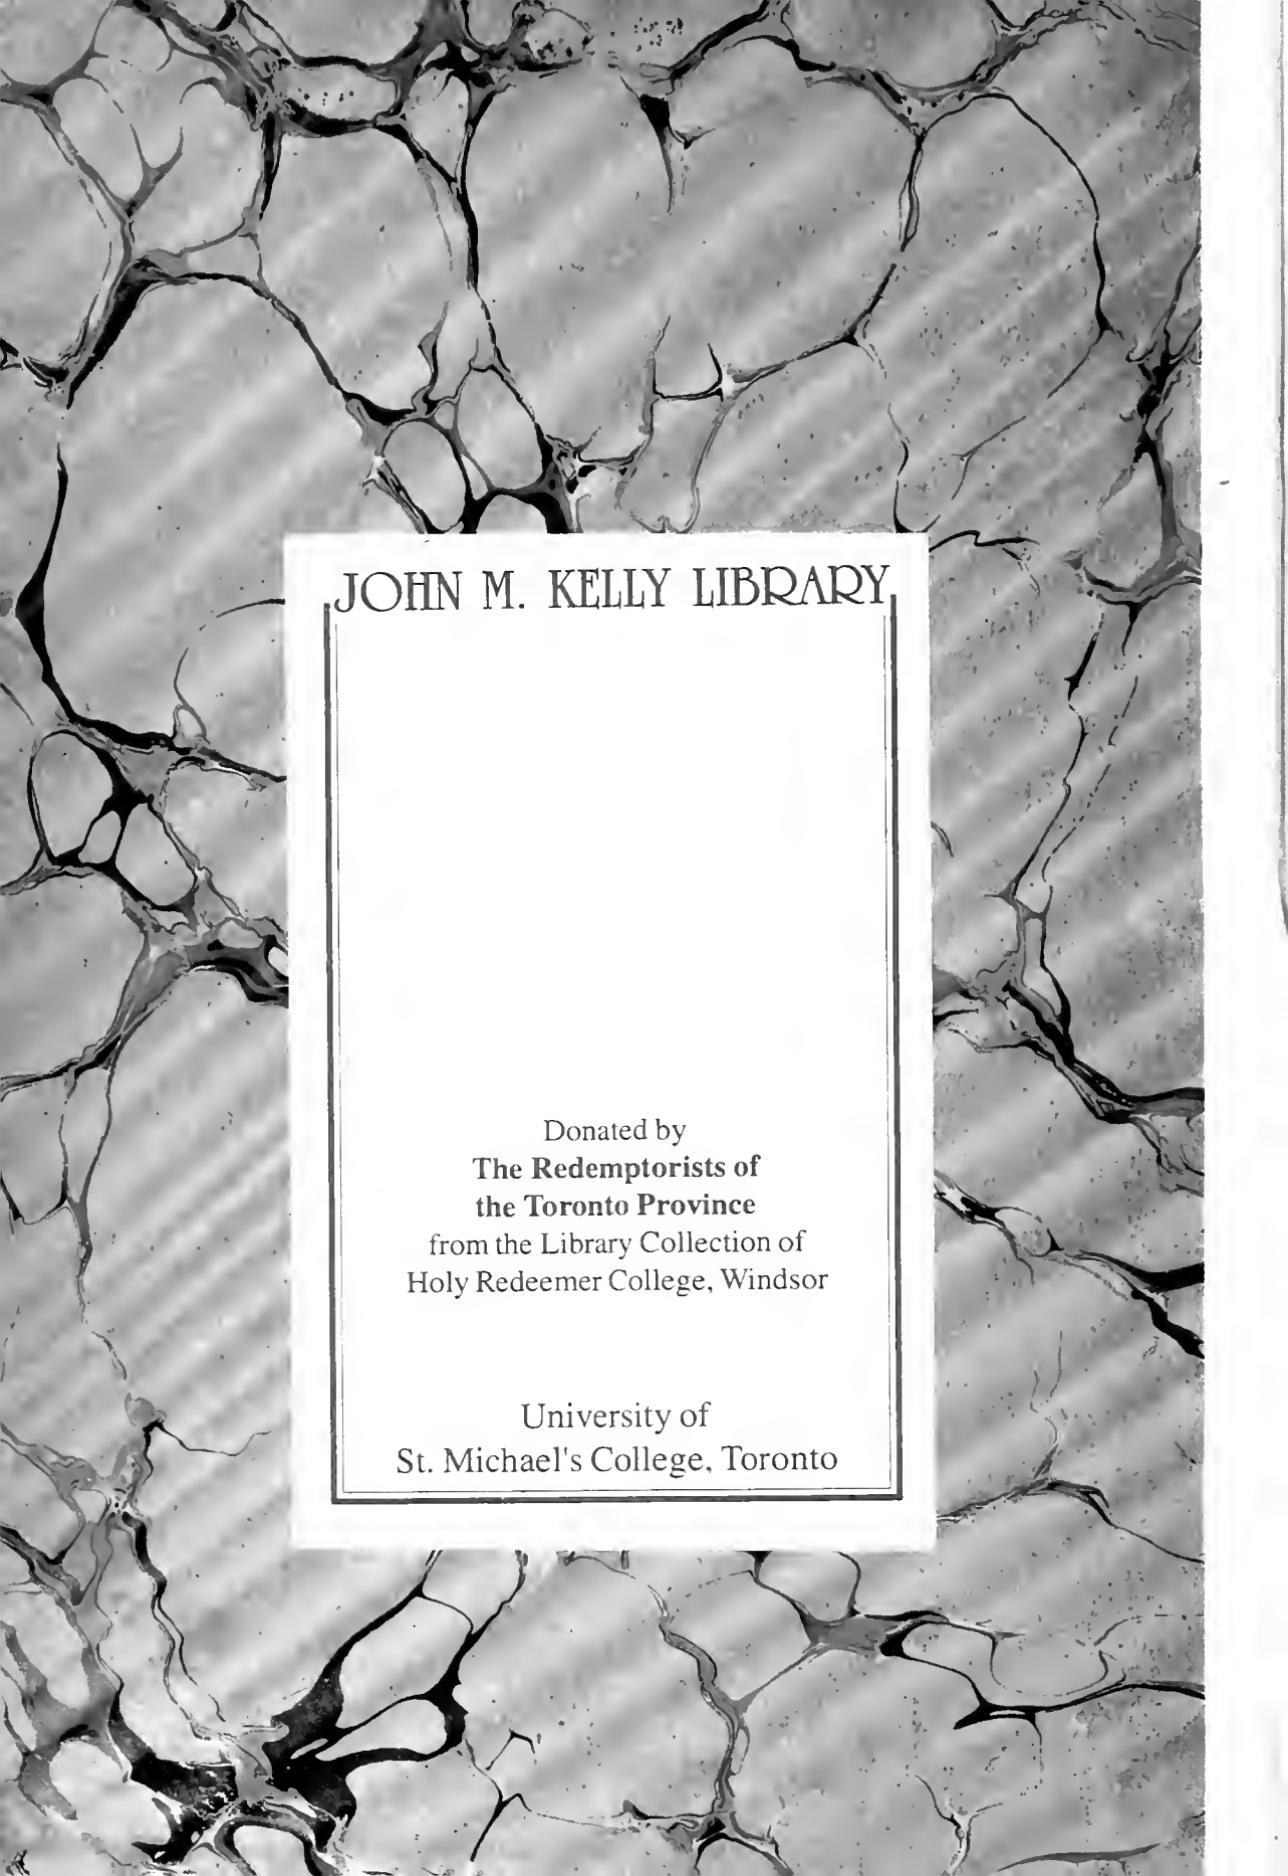 JOHN M. KELLY LIBRARY
Donated by
The Redemptorists of
the Toronto Province
from the Library Collection of
Holy Redeemer College, Windsor
University of
St. Michael's College, Toronto